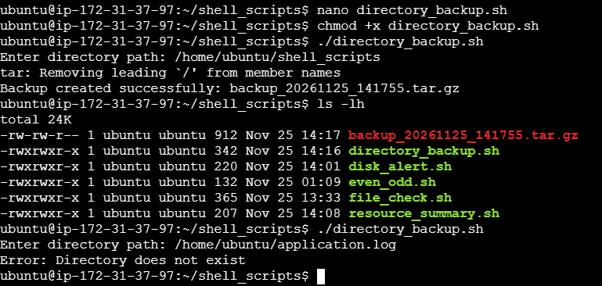 ubuntu@ip-172-31-37-97:~/shell_scripts$ nano directory_backup.sh
ubuntu@ip-172-31-37-97:~/shell_scripts$ chmod +x directory_backup.sh
ubuntu@ip-172-31-37-97:~/shell_scripts$ ./directory_backup.sh
Enter directory path: /home/ubuntu/shell_scripts
tar: Removing leading `/' from member names
Backup created successfully: backup_20261125_141755.tar.gz
ubuntu@ip-172-31-37-97:~/shell_scripts$ ls -lh
total 24K
-rw-rw-r-- 1 ubuntu ubuntu 912 Nov 25 14:17 backup_20261125_141755.tar.gz
-rwxrwxr-x 1 ubuntu ubuntu 342 Nov 25 14:16 directory_backup.sh
-rwxrwxr-x 1 ubuntu ubuntu 220 Nov 25 14:01 disk_alert.sh
-rwxrwxr-x 1 ubuntu ubuntu 132 Nov 25 01:09 even_odd.sh
-rwxrwxr-x 1 ubuntu ubuntu 365 Nov 25 13:33 file_check.sh
-rwxrwxr-x 1 ubuntu ubuntu 207 Nov 25 14:08 resource_summary.sh
ubuntu@ip-172-31-37-97:~/shell_scripts$ ./directory_backup.sh
Enter directory path: /home/ubuntu/application.log
Error: Directory does not exist
ubuntu@ip-172-31-37-97:~/shell_scripts$